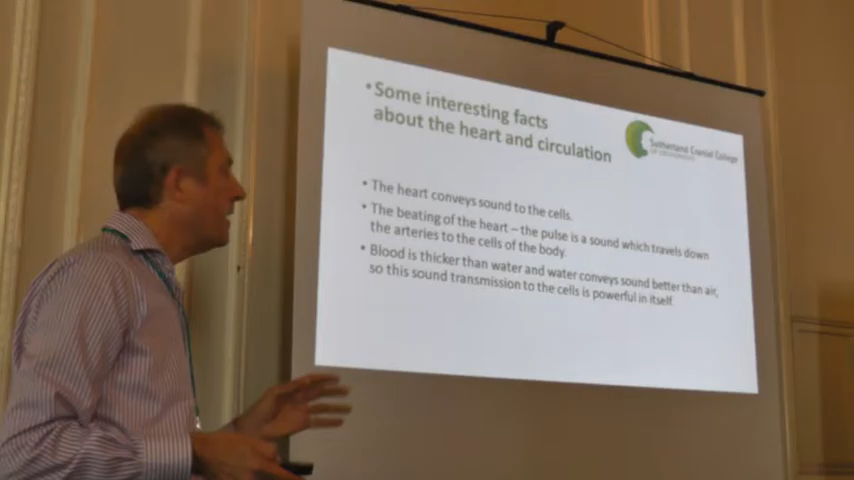 • Some interesting facts
about the heart and circulation
Sutherland Cranial College
• The heart conveys sound to the cells.
• The beating of the heart – the pulse is a sound which travels down
the arteries to the cells of the body.
• Blood is thicker than water and water conveys sound better than air,
so this sound transmission to the cells is powerful in itself.